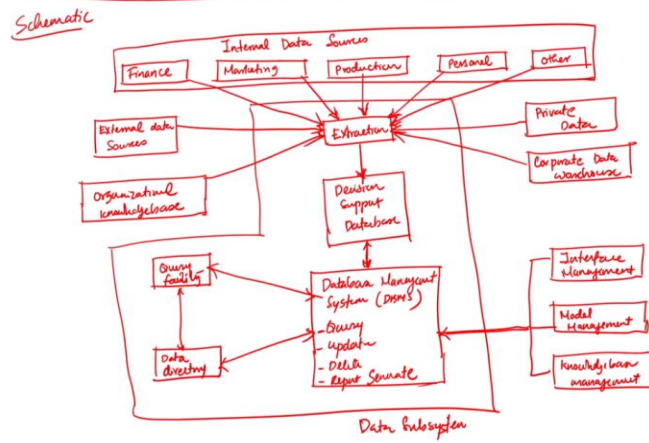 Schematic
Internal Data Sources
Finance
Marketing
Production
Personel
Other
External data
Sources
Extraction
Private
Data
Corporate Data
warehouse
Organizational
knowledgebase
Decision
Support
Database
Query
facility
Database Management
System (DBMS)
- Query
- update
- Delete
- Report Generate
Interface
Management
Model
Management
Data
directory
Knowledgebase
management
Data Subsystem